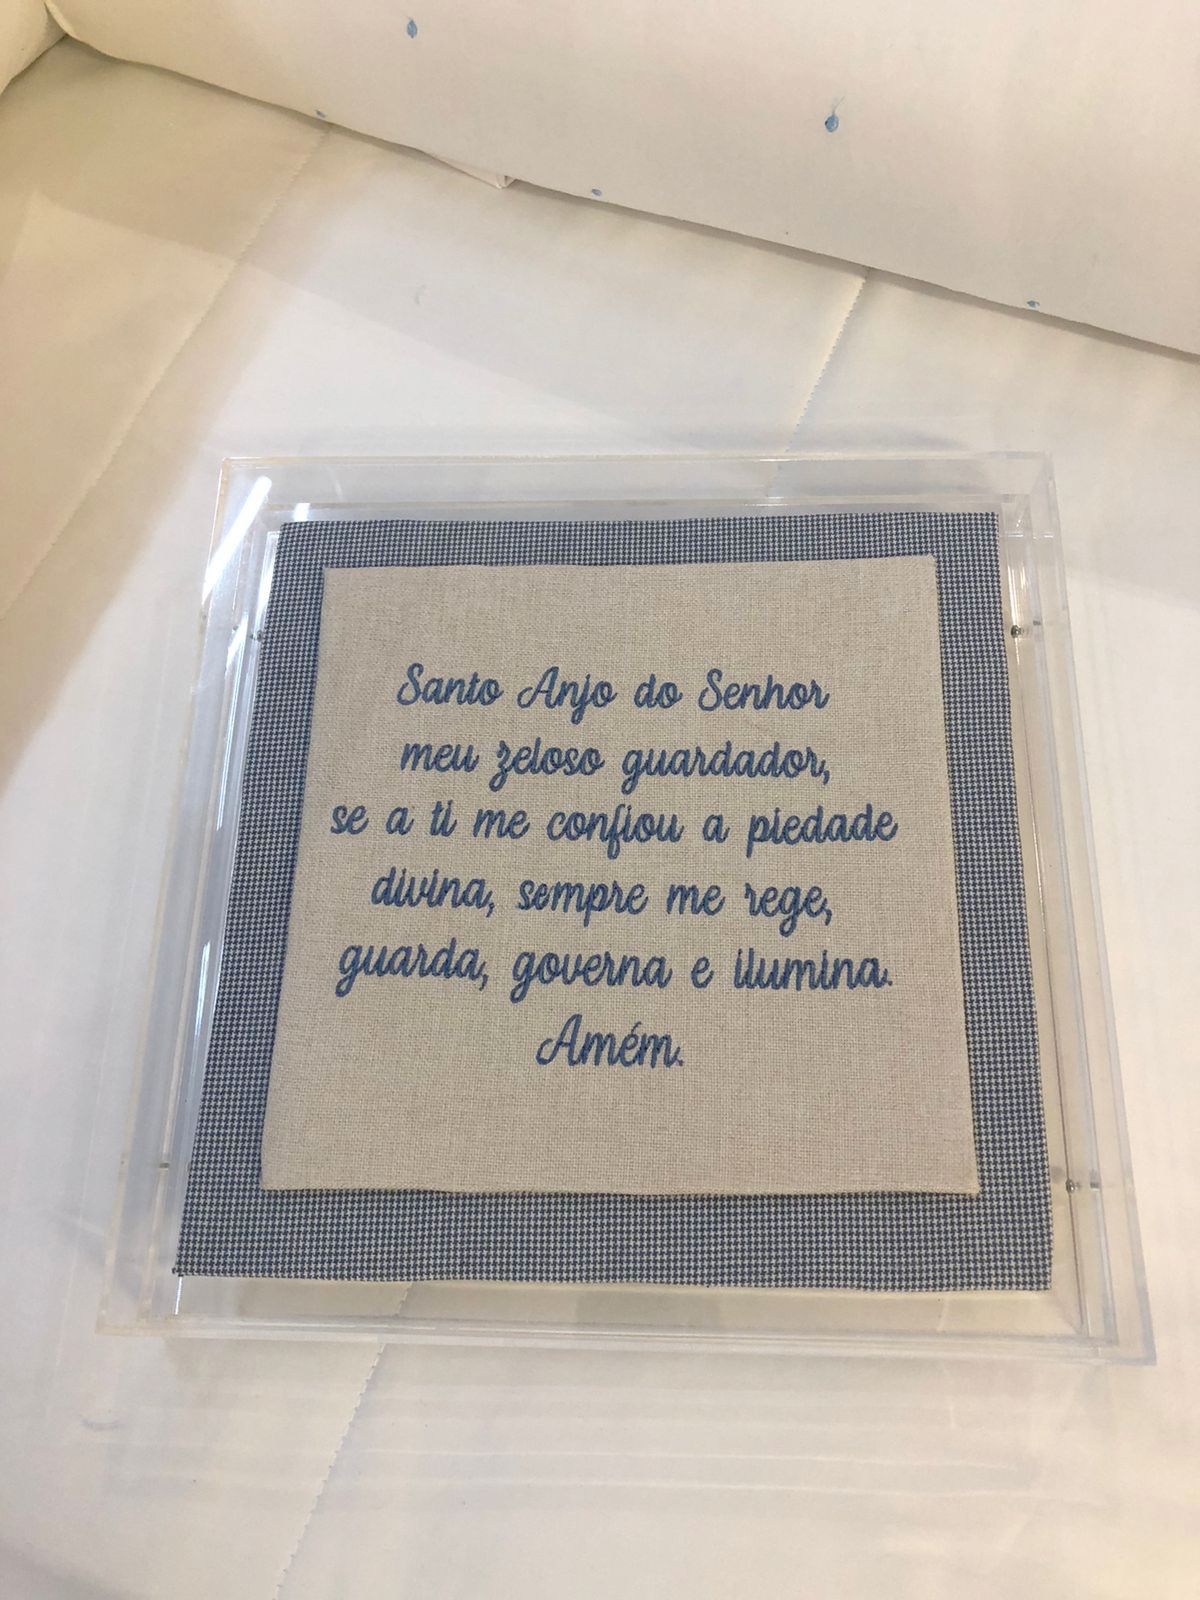 Santo Anjo do Senhor
meu zeloso guardador,
se a ti me confiou a piedade
divina, sempre me rege,
guarda, governa e ilumina.
Amém.